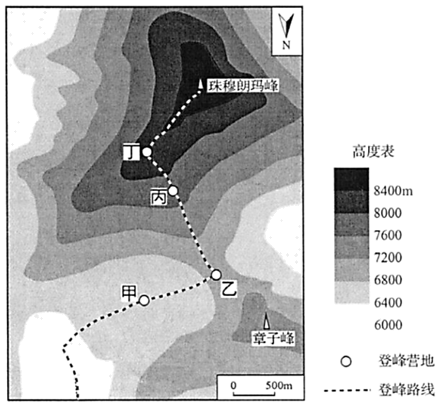 N
珠穆朗玛峰
丁
丙
乙
甲
章子峰
0 500m
高度表
8400m
8000
7600
7200
6800
6400
6000
登峰营地
登峰路线